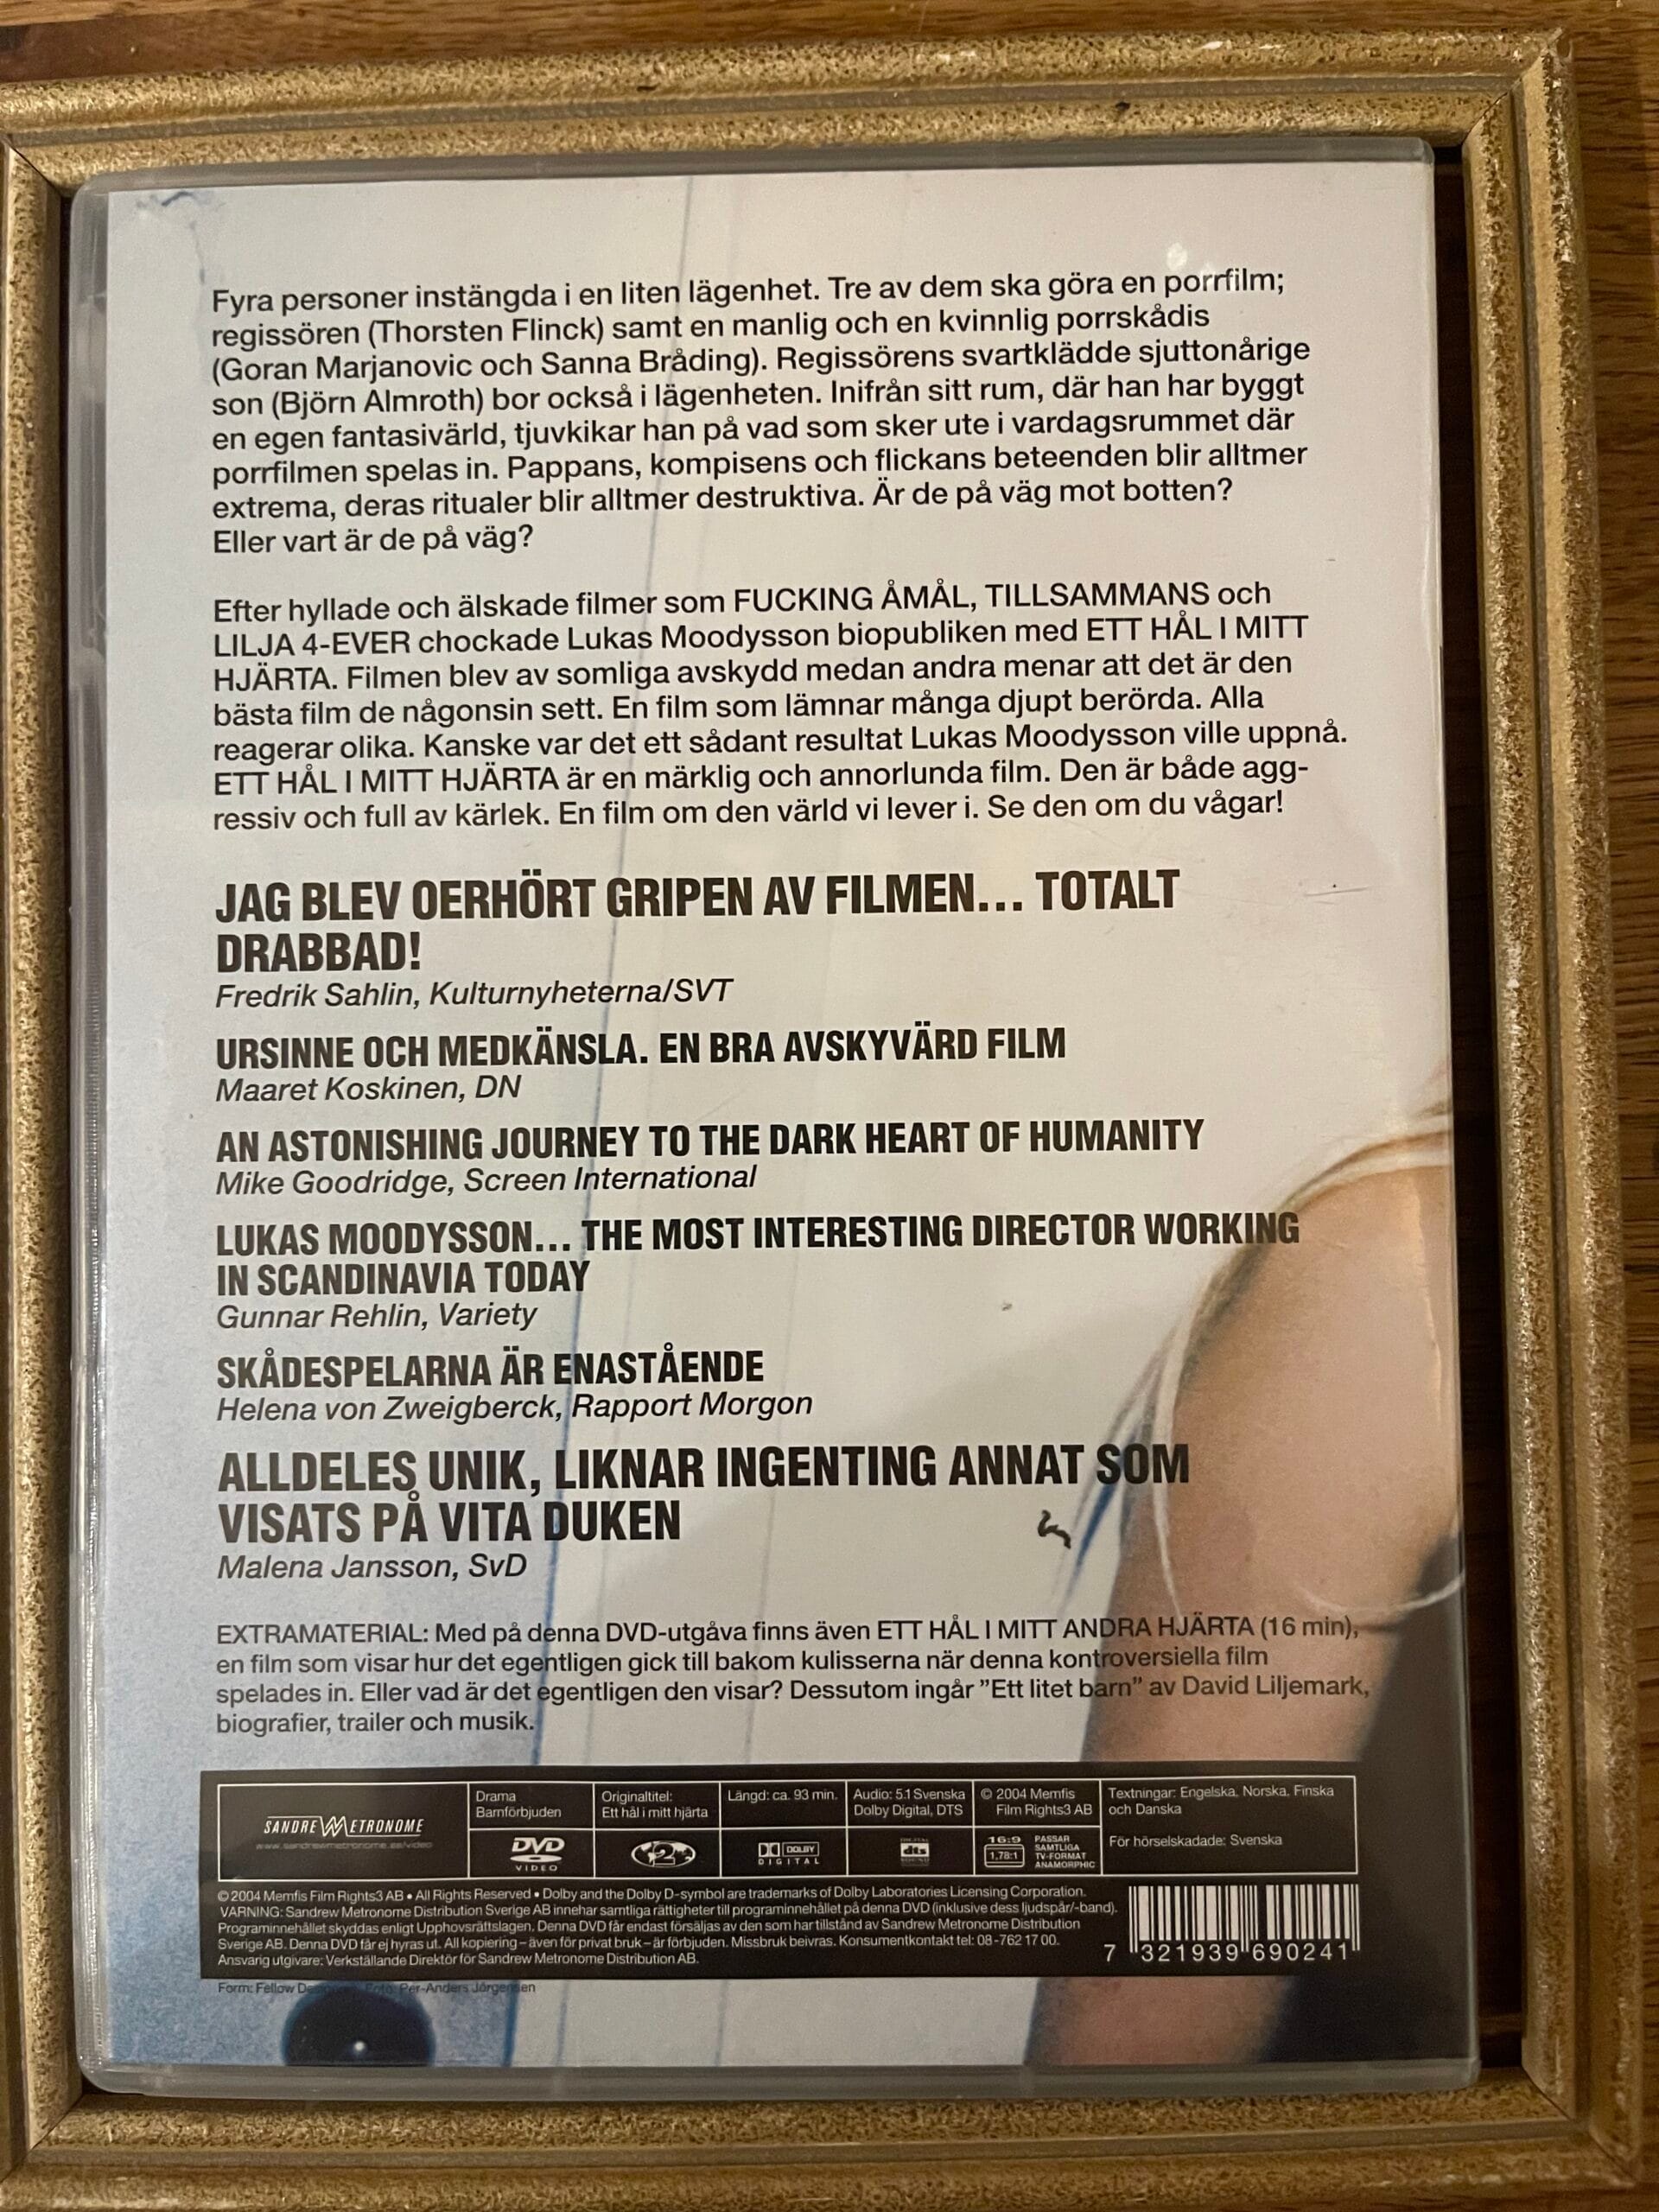 Fyra personer instängda i en liten lägenhet. Tre av dem ska göra en porrfilm;
regissören (Thorsten Flinck) samt en manlig och en kvinnlig porrskådis
(Goran Marjanovic och Sanna Bråding). Regissörens svartklädde sjuttonårige
son (Björn Almroth) bor också i lägenheten. Inifrån sitt rum, där han har byggt
en egen fantasivärld, tjuvkikar han på vad som sker ute i vardagsrummet där
porrfilmen spelas in. Pappans, kompisens och flickans beteenden blir alltmer
extrema, deras ritualer blir alltmer destruktiva. Är de på väg mot botten?
Eller vart är de på väg?
Efter hyllade och älskade filmer som FUCKING ÅMÅL, TILLSAMMANS och
LILJA 4-EVER chockade Lukas Moodysson biopubliken med ETT HÅL I MITT
HJÄRTA. Filmen blev av somliga avskydd medan andra menar att det är den
bästa film de någonsin sett. En film som lämnar många djupt berörda. Alla
reagerar olika. Kanske var det ett sådant resultat Lukas Moodysson ville uppnå.
ETT HÅL I MITT HJÄRTA är en märklig och annorlunda film. Den är både agg-
ressiv och full av kärlek. En film om den värld vi lever i. Se den om du vågar!
JAG BLEV OERHÖRT GRIPEN AV FILMEN... TOTALT
DRABBAD!
Fredrik Sahlin, Kulturnyheterna/SVT
URSINNE OCH MEDKÄNSLA. EN BRA AVSKYVÄRD FILM
Maaret Koskinen, DN
AN ASTONISHING JOURNEY TO THE DARK HEART OF HUMANITY
Mike Goodridge, Screen International
LUKAS MOODYSSON... THE MOST INTERESTING DIRECTOR WORKING
IN SCANDINAVIA TODAY
Gunnar Rehlin, Variety
SKÅDESPELARNA ÄR ENASTÅENDE
Helena von Zweigberck, Rapport Morgon
ALLDELES UNIK, LIKNAR INGENTING ANNAT SOM
VISATS PÅ VITA DUKEN
Malena Jansson, SvD
EXTRAMATERIAL: Med på denna DVD-utgåva finns även ETT HÅL I MITT ANDRA HJÄRTA (16 min),
en film som visar hur det egentligen gick till bakom kulisserna när denna kontroversiella film
spelades in. Eller vad är det egentligen den visar? Dessutom ingår ”Ett litet barn” av David Liljemark,
biografier, trailer och musik.
SANDREW METRONOME
www.sandrewmetronome.se/video
Drama
Barnförbjuden
DVD
VIDEO
Originaltitel:
Ett hål i mitt hjärta
2
Längd: ca. 93 min.
DOLBY
DIGITAL
Audio: 5.1 Svenska
Dolby Digital, DTS
dts
© 2004 Memfis
Film Rights3 AB
16:9
1,78:1
PASSAR
SAMTLIGA
TV-FORMAT
ANAMORPHIC
Textningar: Engelska, Norska, Finska
och Danska
För hörselskadade: Svenska
© 2004 Memfis Film Rights3 AB • All Rights Reserved • Dolby and the Dolby D-symbol are trademarks of Dolby Laboratories Licensing Corporation.
VARNING: Sandrew Metronome Distribution Sverige AB innehar samtliga rättigheter till programinnehållet på denna DVD (inklusive dess ljudspår/-band).
Programinnehållet skyddas enligt Upphovsrättslagen. Denna DVD får endast försäljas av den som har tillstånd av Sandrew Metronome Distribution
Sverige AB. Denna DVD får ej hyras ut. All kopiering – även för privat bruk – är förbjuden. Missbruk beivras. Konsumentkontakt tel: 08-762 17 00.
Ansvarig utgivare: Verkställande Direktör för Sandrew Metronome Distribution AB.
7 321939 690241
Form: Fellow Foto: Per-Anders Jörgensen